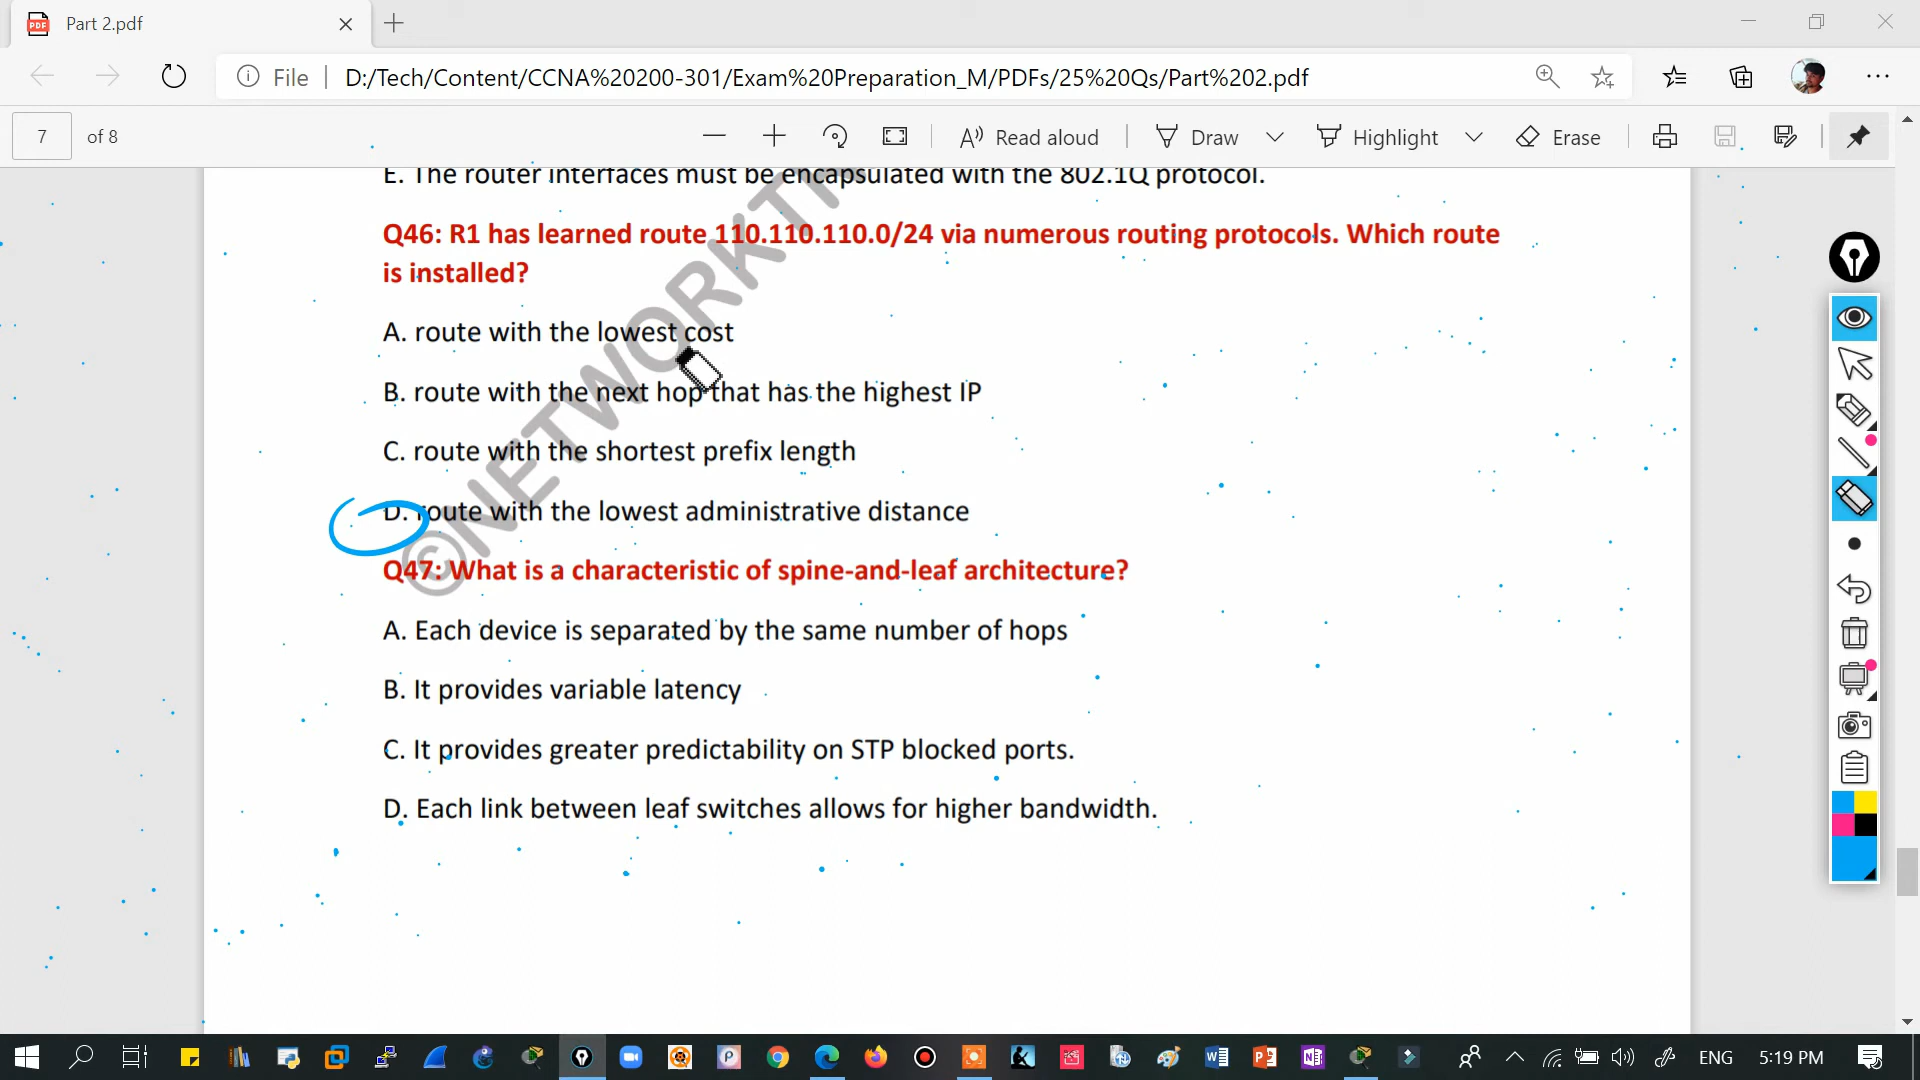 Part 2.pdf
File
D:/Tech/Content/CCNA%20200-301/Exam%20Preparation_M/PDFs/25%20Qs/Part%202.pdf
7 of 8
Read aloud
Draw
Highlight
Erase
E. The router interfaces must be encapsulated with the 802.1Q protocol.
Q46: R1 has learned route 110.110.110.0/24 via numerous routing protocols. Which route
is installed?
A. route with the lowest cost
B. route with the next hop that has the highest IP
C. route with the shortest prefix length
D. route with the lowest administrative distance
Q47: What is a characteristic of spine-and-leaf architecture?
A. Each device is separated by the same number of hops
B. It provides variable latency
C. It provides greater predictability on STP blocked ports.
D. Each link between leaf switches allows for higher bandwidth.
ENG
5:19 PM